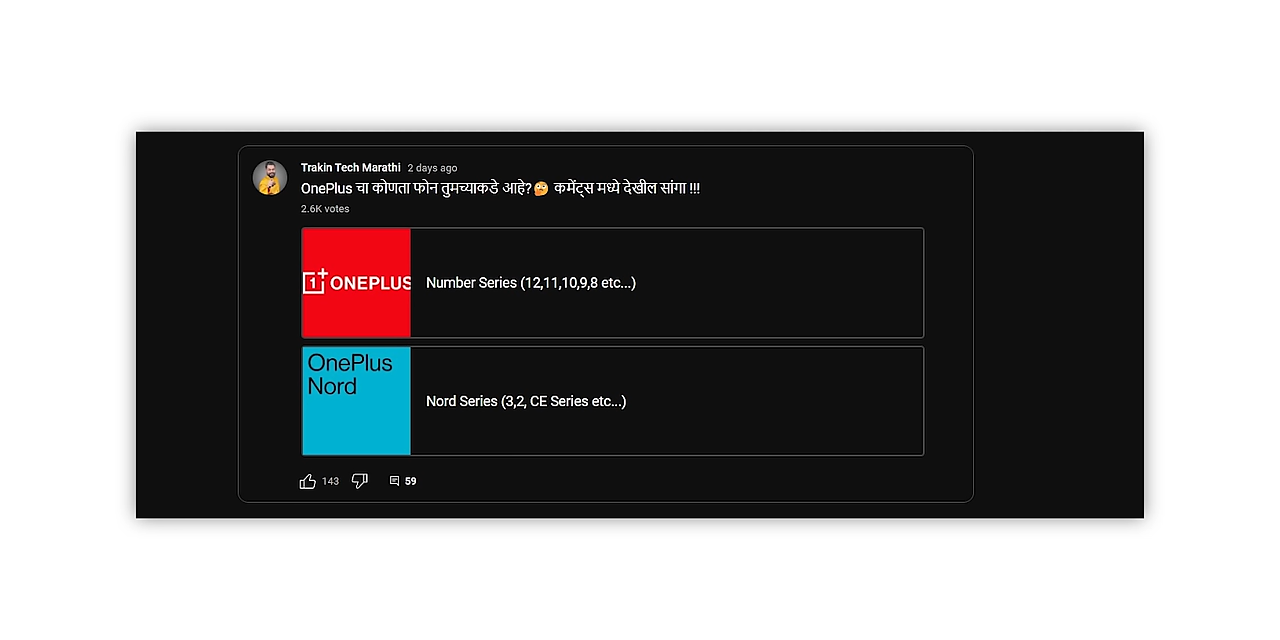 Trakin Tech Marathi 2 days ago
OnePlus चा कोणता फोन तुमच्याकडे आहे?🤔 कमेंट्स मध्ये देखील सांगा !!!
2.6K votes
1+ ONEPLUS
Number Series (12,11,10,9,8 etc...)
OnePlus
Nord
Nord Series (3,2, CE Series etc...)
143 59